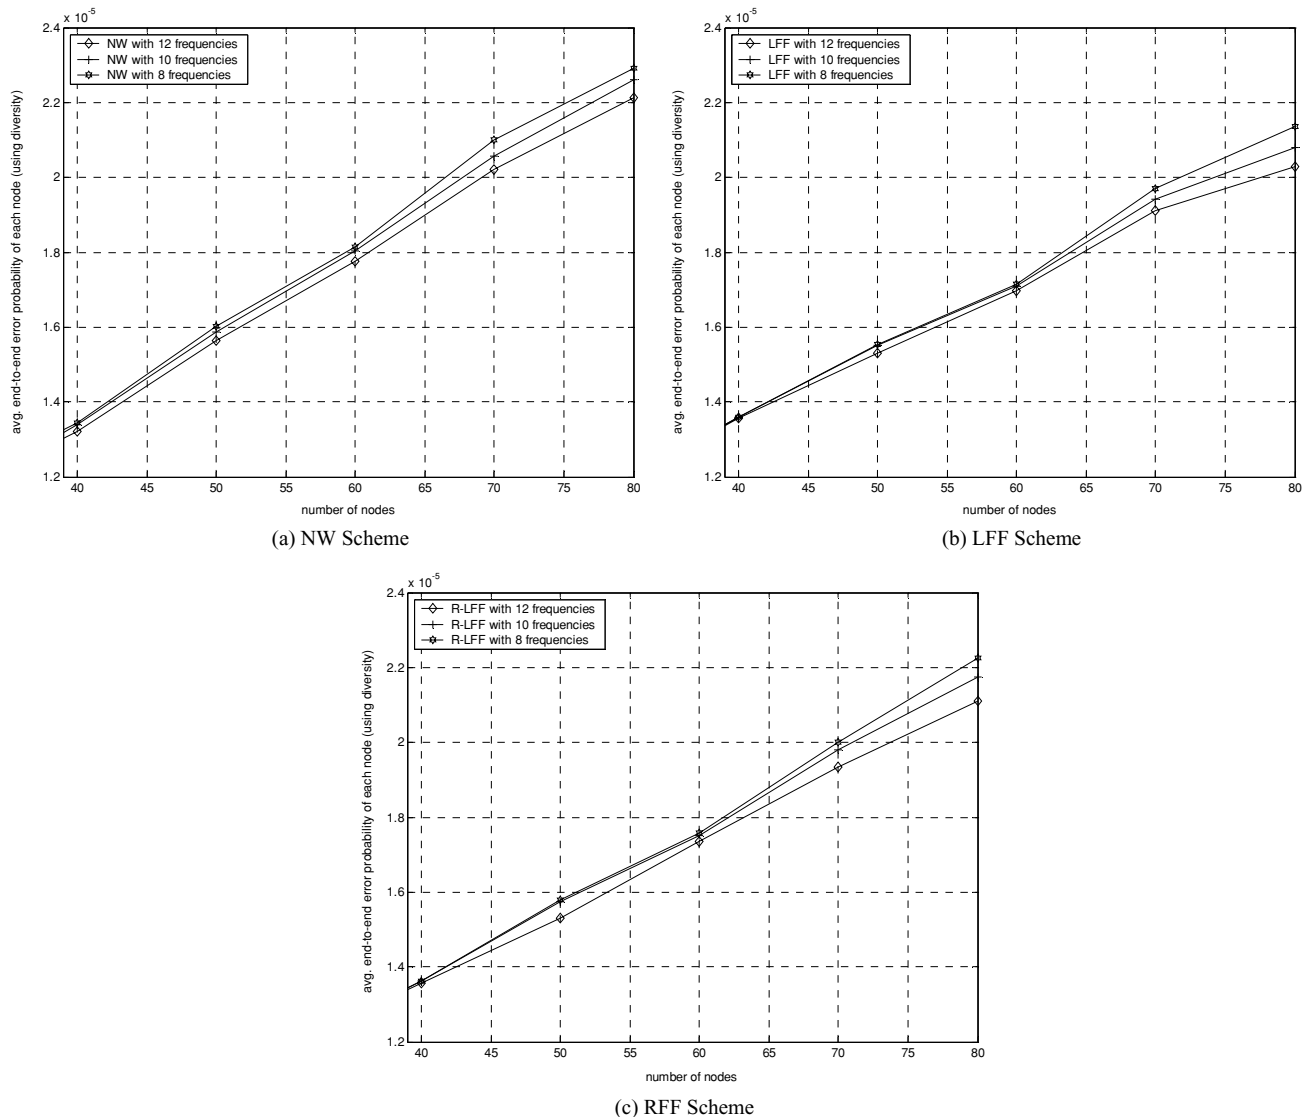 x 10-5
2.4
2.2
2
1.8
1.6
1.4
1.2
avg. end-to-end error probability of each node (using diversity)
NW with 12 frequencies
NW with 10 frequencies
NW with 8 frequencies
40 45 50 55 60 65 70 75 80
number of nodes
(a) NW Scheme
x 10-5
2.4
2.2
2
1.8
1.6
1.4
1.2
avg. end-to-end error probability of each node (using diversity)
LFF with 12 frequencies
LFF with 10 frequencies
LFF with 8 frequencies
40 45 50 55 60 65 70 75 80
number of nodes
(b) LFF Scheme
x 10-5
2.4
2.2
2
1.8
1.6
1.4
1.2
avg. end-to-end error probability of each node (using diversity)
R-LFF with 12 frequencies
R-LFF with 10 frequencies
R-LFF with 8 frequencies
40 45 50 55 60 65 70 75 80
number of nodes
(c) RFF Scheme